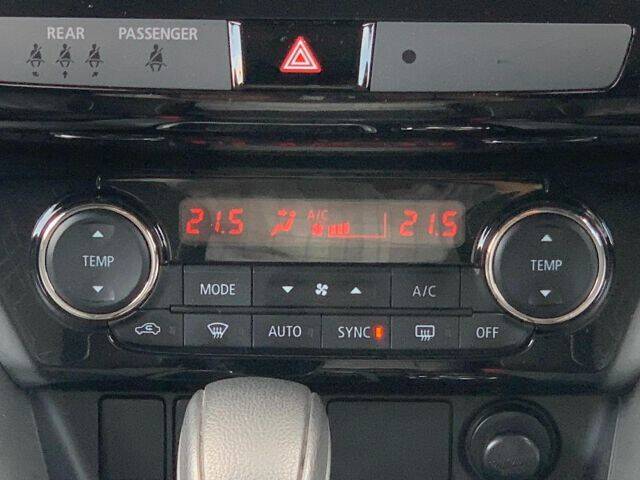 REAR PASSENGER
21.5 A/C 21.5
TEMP MODE A/C TEMP
AUTO SYNC OFF